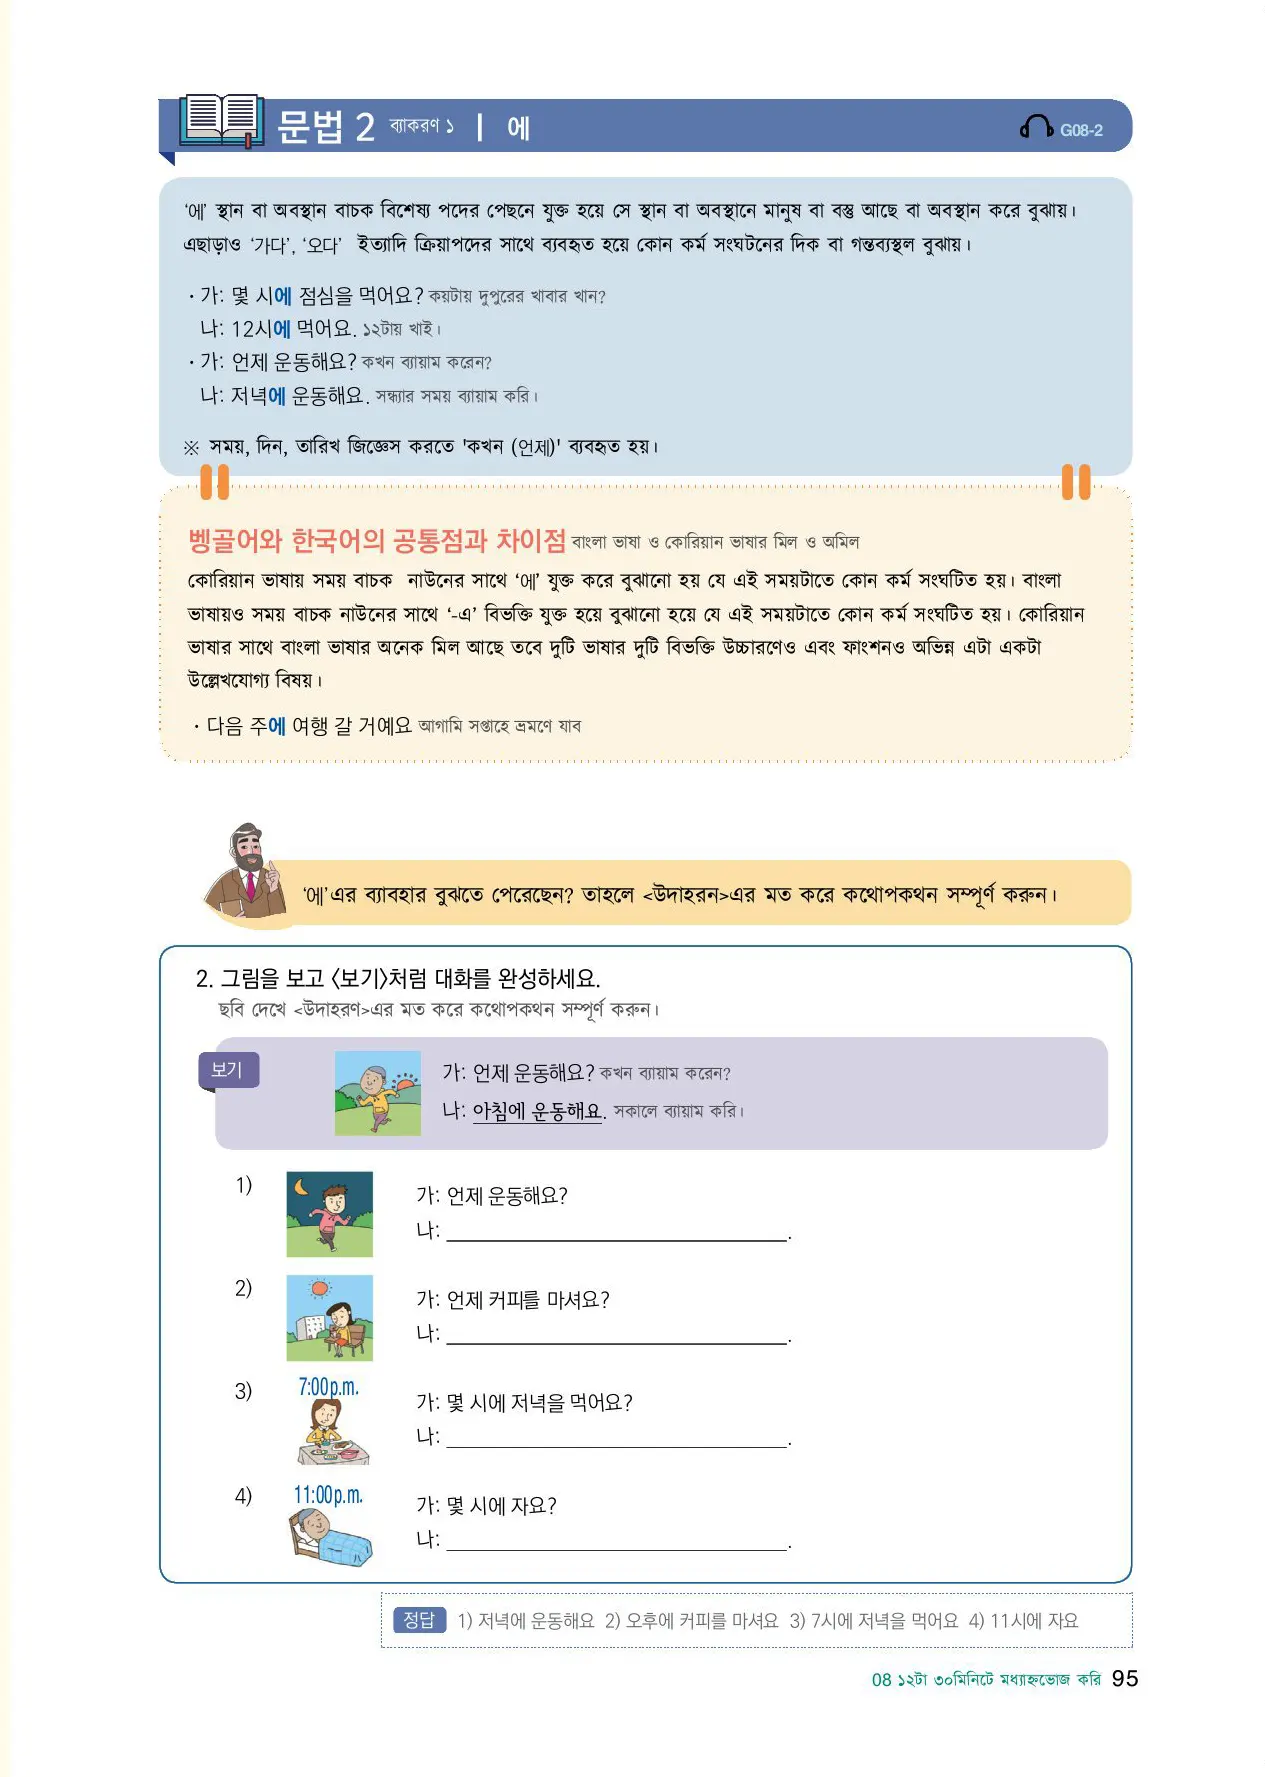 문법 2 ব্যাকরণ ১ | 에
G08-2
‘에’ স্থান বা অবস্থান বাচক বিশেষ্য পদের পেছনে যুক্ত হয়ে সে স্থান বা অবস্থানে মানুষ বা বস্তু আছে বা অবস্থান করে বুঝায়।
এছাড়াও ‘가다’, ‘오다’ ইত্যাদি ক্রিয়াপদের সাথে ব্যবহৃত হয়ে কোন কর্ম সংঘটনের দিক বা গন্তব্যস্থল বুঝায়।
· 가: 몇 시에 점심을 먹어요? কয়টায় দুপুরের খাবার খান?
나: 12시에 먹어요. ১২টায় খাই।
· 가: 언제 운동해요? কখন ব্যায়াম করেন?
나: 저녁에 운동해요. সন্ধ্যার সময় ব্যায়াম করি।
※ সময়, দিন, তারিখ জিজ্ঞেস করতে 'কখন (언제)' ব্যবহৃত হয়।
벵골어와 한국어의 공통점과 차이점 বাংলা ভাষা ও কোরিয়ান ভাষার মিল ও অমিল
কোরিয়ান ভাষায় সময় বাচক নাউনের সাথে ‘에’ যুক্ত করে বুঝানো হয় যে এই সময়টাতে কোন কর্ম সংঘটিত হয়। বাংলা
ভাষায়ও সময় বাচক নাউনের সাথে ‘-এ’ বিভক্তি যুক্ত হয়ে বুঝানো হয়ে যে এই সময়টাতে কোন কর্ম সংঘটিত হয়। কোরিয়ান
ভাষার সাথে বাংলা ভাষার অনেক মিল আছে তবে দুটি ভাষার দুটি বিভক্তি উচ্চারণেও এবং ফাংশনও অভিন্ন এটা একটা
উল্লেখযোগ্য বিষয়।
· 다음 주에 여행 갈 거예요 আগামি সপ্তাহে ভ্রমণে যাব
‘에’এর ব্যাবহার বুঝতে পেরেছেন? তাহলে <উদাহরন>এর মত করে কথোপকথন সম্পূর্ণ করুন।
2. 그림을 보고 〈보기〉처럼 대화를 완성하세요.
ছবি দেখে <উদাহরণ>এর মত করে কথোপকথন সম্পূর্ণ করুন।
보기
가: 언제 운동해요? কখন ব্যায়াম করেন?
나: 아침에 운동해요. সকালে ব্যায়াম করি।
1)
가: 언제 운동해요?
나: ______________________________.
2)
가: 언제 커피를 마셔요?
나: ______________________________.
3) 7:00p.m.
가: 몇 시에 저녁을 먹어요?
나: ______________________________.
4) 11:00p.m.
가: 몇 시에 자요?
나: ______________________________.
정답 1) 저녁에 운동해요 2) 오후에 커피를 마셔요 3) 7시에 저녁을 먹어요 4) 11시에 자요
08 ১২টা ৩০মিনিটে মধ্যাহ্নভোজ করি 95